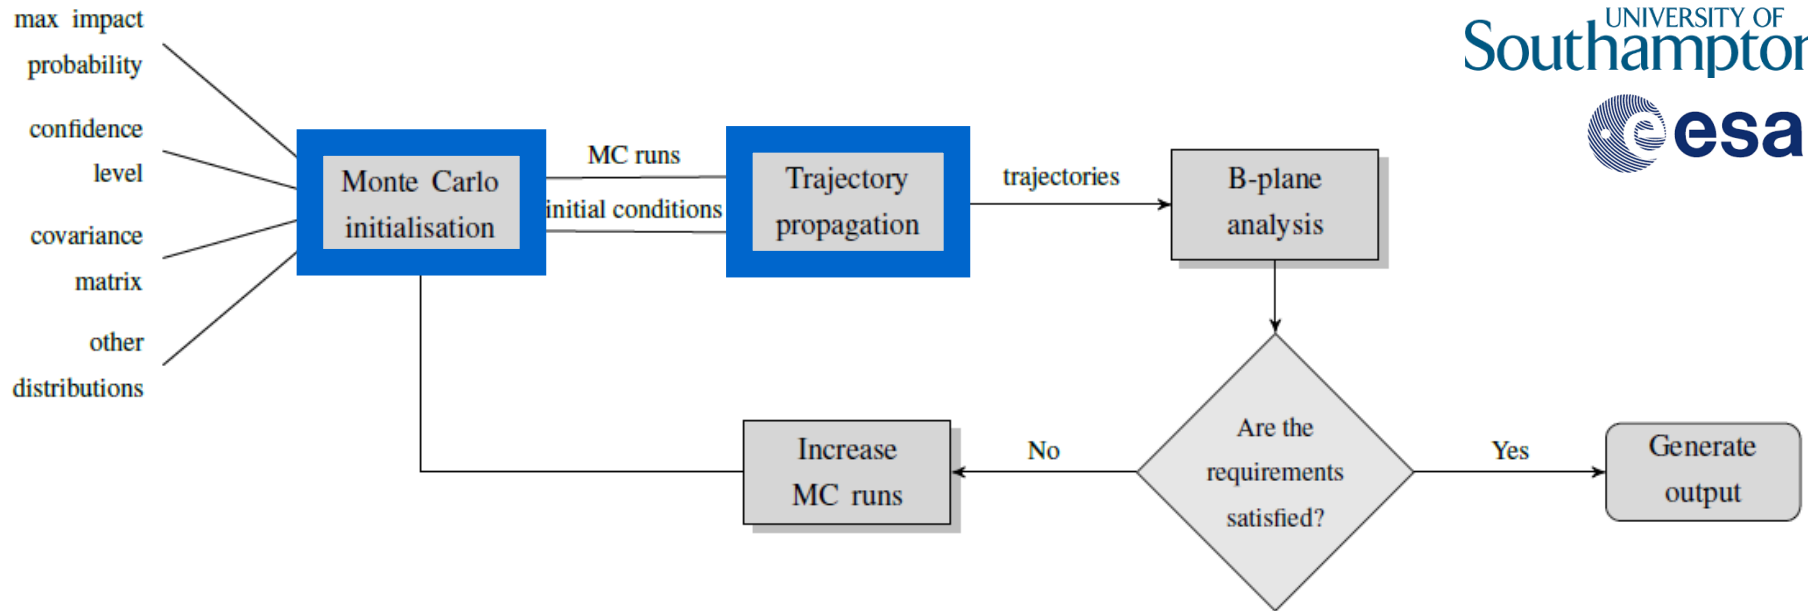 max impact
probability
confidence
level
covariance
matrix
other
distributions
Monte Carlo
initialisation
MC runs
initial conditions
Trajectory
propagation
trajectories
B-plane
analysis
Are the
requirements
satisfied?
No
Increase
MC runs
Yes
Generate
output
UNIVERSITY OF
Southampton
esa